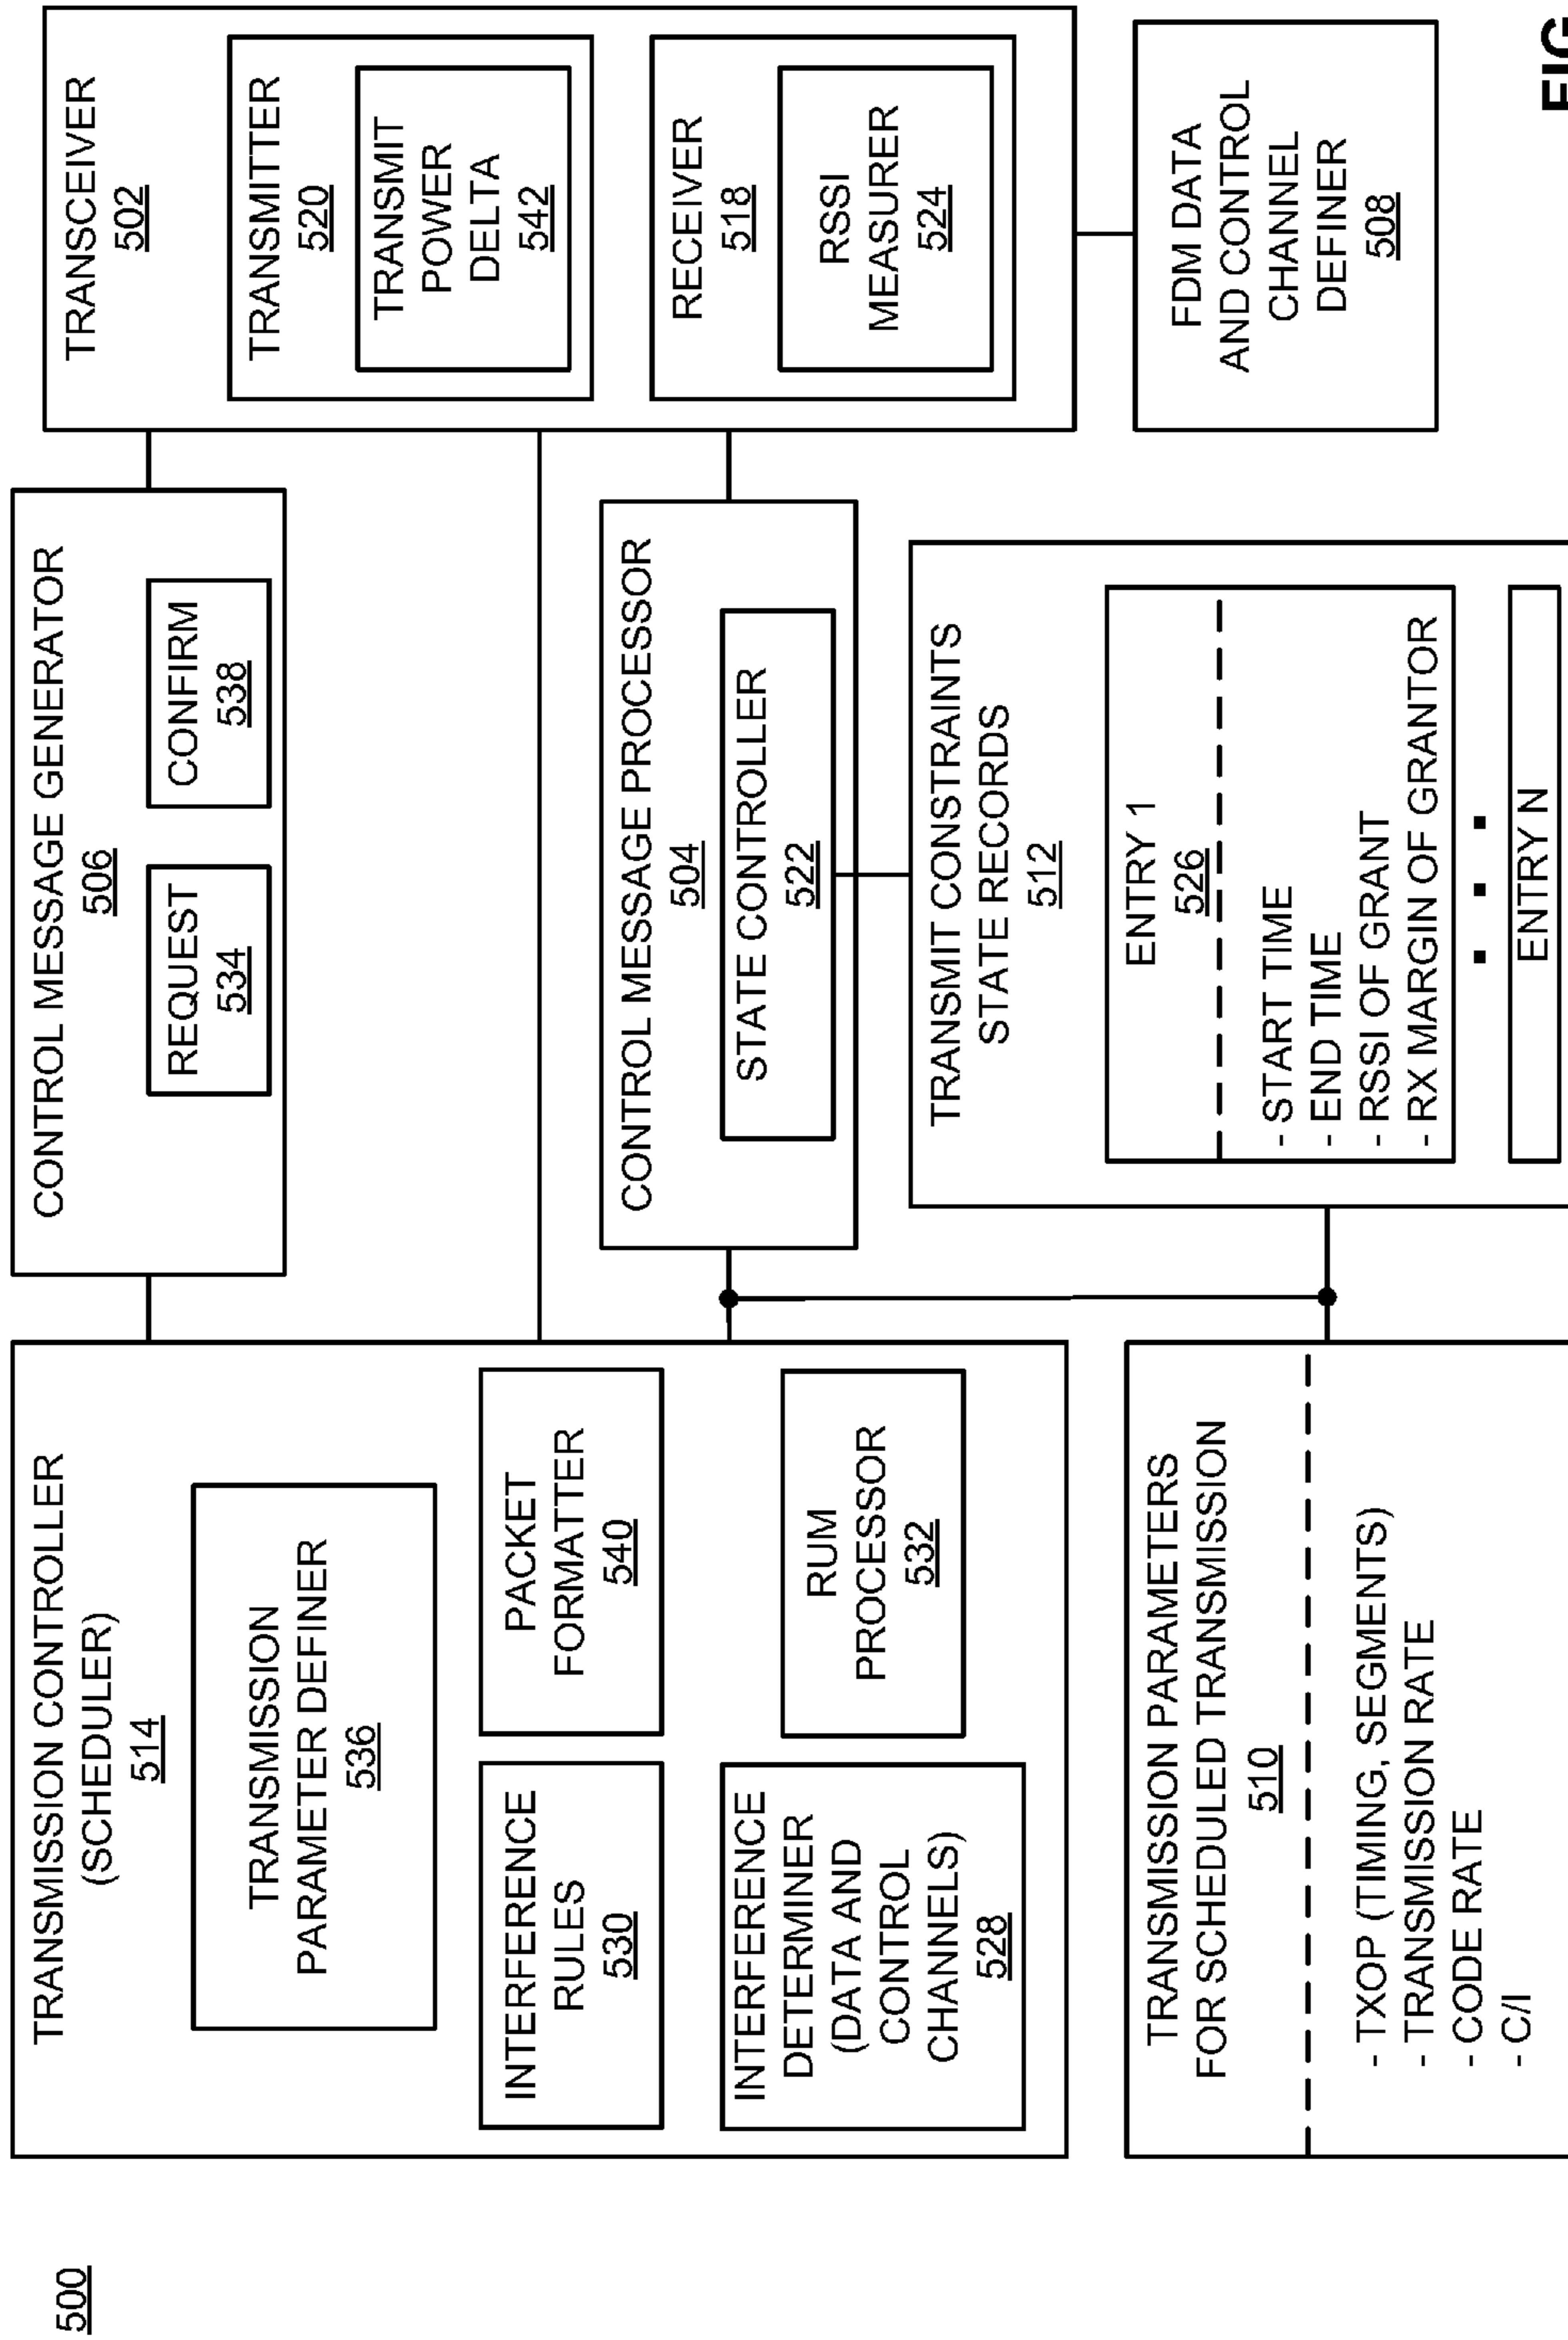 500
TRANSMISSION CONTROLLER
(SCHEDULER)
514
TRANSMISSION
PARAMETER DEFINER
536
INTERFERENCE
RULES
530
PACKET
FORMATTER
540
INTERFERENCE
DETERMINER
(DATA AND
CONTROL
CHANNELS)
528
RUM
PROCESSOR
532
TRANSMISSION PARAMETERS
FOR SCHEDULED TRANSMISSION
510
- TXOP (TIMING, SEGMENTS)
- TRANSMISSION RATE
- CODE RATE
- C/I
CONTROL MESSAGE GENERATOR
506
REQUEST
534
CONFIRM
538
CONTROL MESSAGE PROCESSOR
504
STATE CONTROLLER
522
TRANSMIT CONSTRAINTS
STATE RECORDS
512
ENTRY 1
526
- START TIME
- END TIME
- RSSI OF GRANT
- RX MARGIN OF GRANTOR
. . .
ENTRY N
TRANSCEIVER
502
TRANSMITTER
520
TRANSMIT
POWER
DELTA
542
RECEIVER
518
RSSI
MEASURER
524
FDM DATA
AND CONTROL
CHANNEL
DEFINER
508
FIG